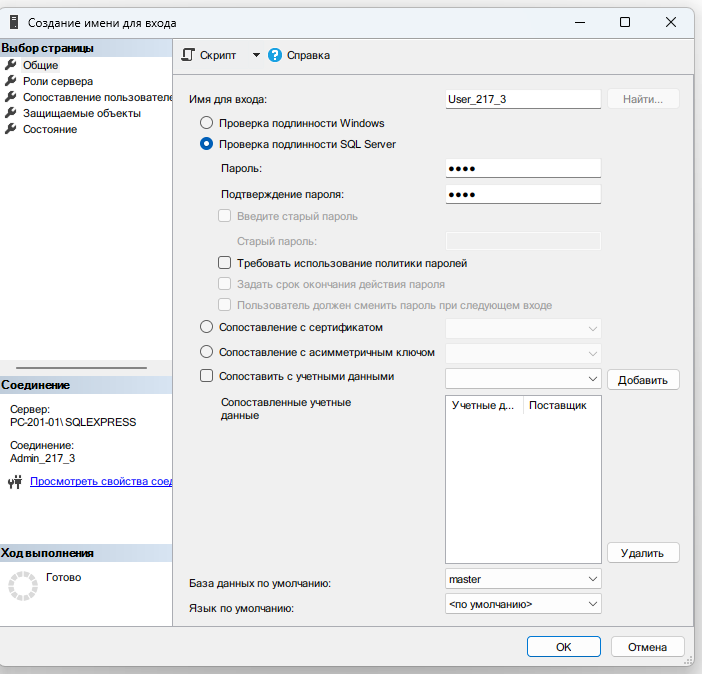 Создание имени для входа
Выбор страницы
Общие
Роли сервера
Сопоставление пользователе
Защищаемые объекты
Состояние
Соединение
Сервер:
PC-201-01\SQLEXPRESS
Соединение:
Admin_217_3
Просмотреть свойства соед
Ход выполнения
Готово
Скрипт
? Справка
Имя для входа:
User_217_3
Найти...
Проверка подлинности Windows
Проверка подлинности SQL Server
Пароль:
●●●●
Подтверждение пароля:
●●●●
Введите старый пароль
Старый пароль:
Требовать использование политики паролей
Задать срок окончания действия пароля
Пользователь должен сменить пароль при следующем входе
Сопоставление с сертификатом
Сопоставление с асимметричным ключом
Сопоставить с учетными данными
Добавить
Сопоставленные учетные
данные
Учетные д...
Поставщик
Удалить
База данных по умолчанию:
master
Язык по умолчанию:
<по умолчанию>
OK
Отмена